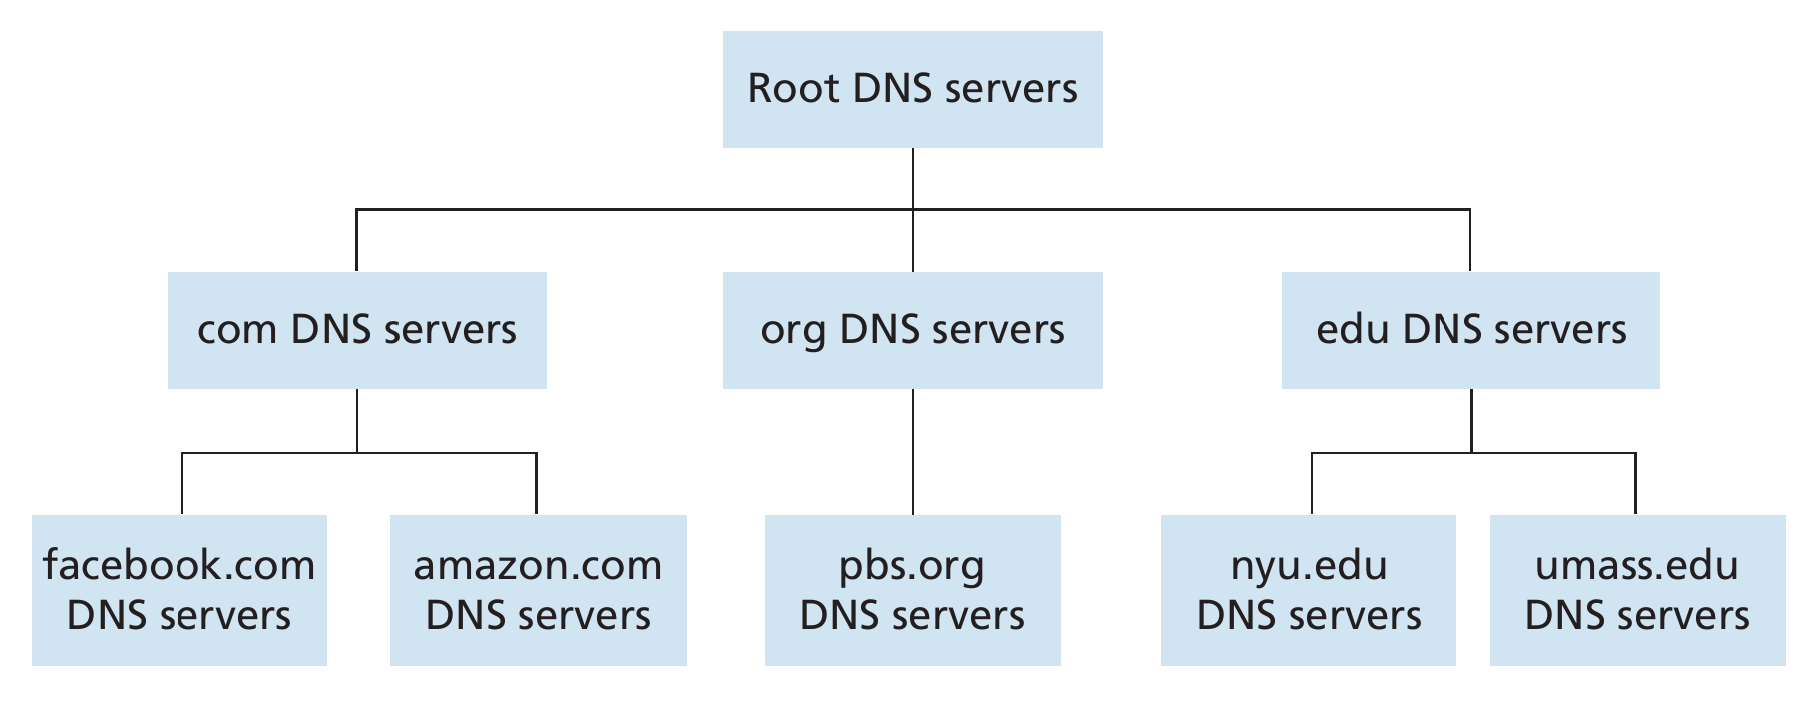 Root DNS servers
com DNS servers
org DNS servers
edu DNS servers
facebook.com
DNS servers
amazon.com
DNS servers
pbs.org
DNS servers
nyu.edu
DNS servers
umass.edu
DNS servers